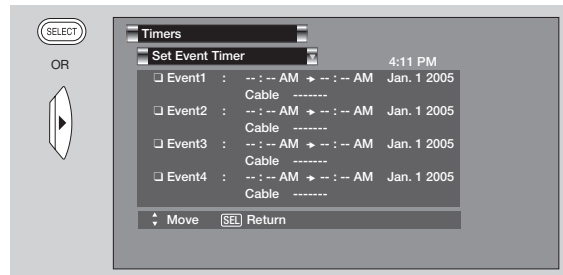 SELECT
OR
Timers
Set Event Timer
4:11 PM
❏ Event1 : -- : -- AM ➔ -- : -- AM Jan. 1 2005
Cable -------
❏ Event2 : -- : -- AM ➔ -- : -- AM Jan. 1 2005
Cable -------
❏ Event3 : -- : -- AM ➔ -- : -- AM Jan. 1 2005
Cable -------
❏ Event4 : -- : -- AM ➔ -- : -- AM Jan. 1 2005
Cable -------
Move SEL Return